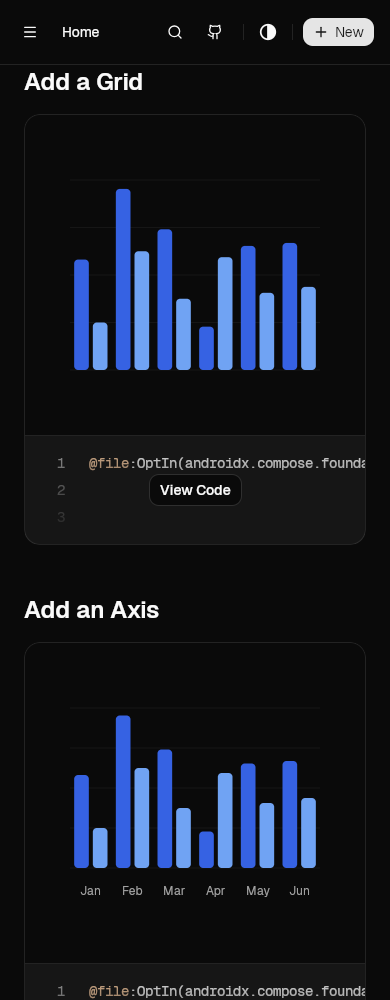 Home
New
Add a Grid
1 @file:OptIn(androidx.compose.founda
2
View Code
3
Add an Axis
Jan Feb Mar Apr May Jun
1 @file:OptIn(androidx.compose.founda